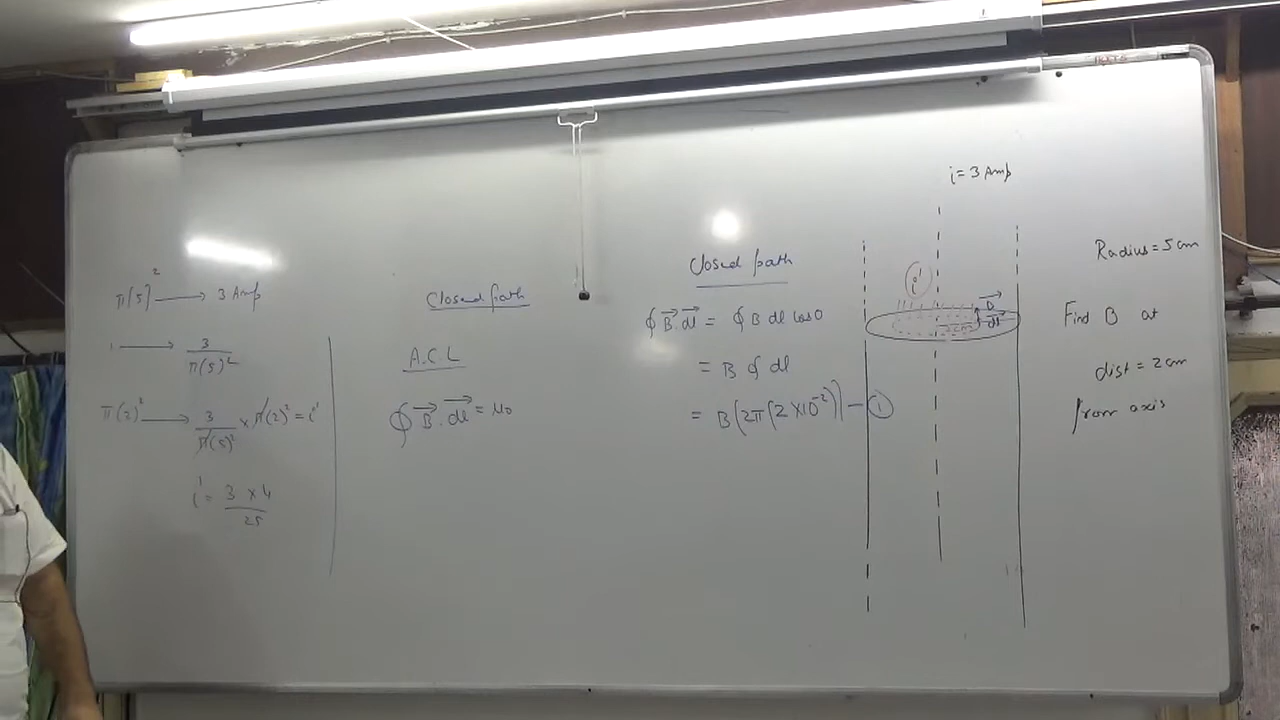 π(5)² → 3 Amp
1 → 3/π(5)²
π(2)² → 3/π(5)² × π(2)² = i'
i' = 3 × 4/25
Closed path
A.C.L
∮ B⃗.dl⃗ = μ₀
Closed path
∮ B⃗.dl⃗ = ∮ B dl cos0
= B ∮ dl
= B(2π(2×10⁻²)) — ①
i = 3 Amp
i'
B⃗
dl⃗
2cm
Radius = 5 cm
Find B at
dist = 2 cm
from axis